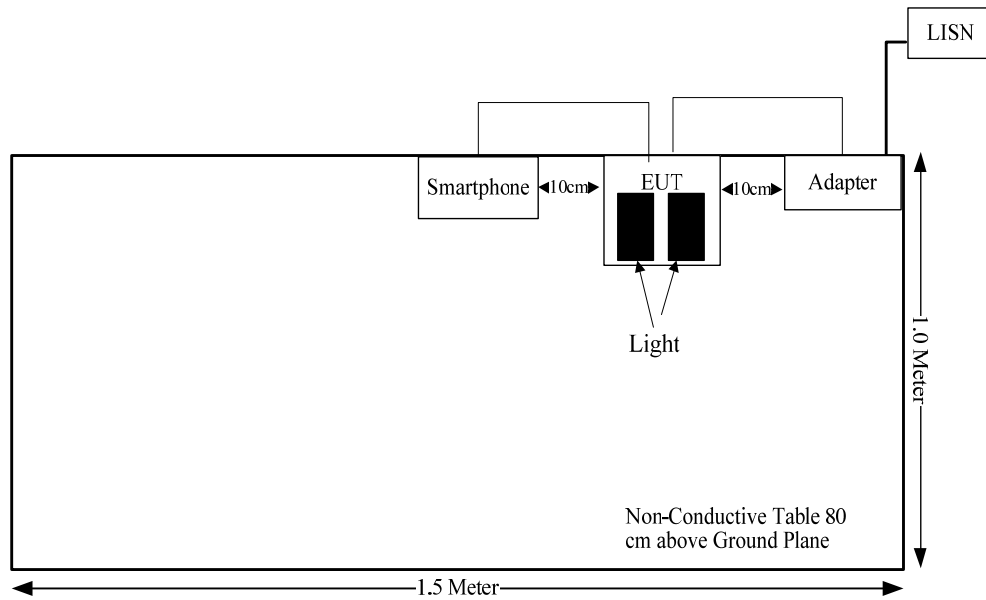 LISN
Smartphone
10cm
EUT
10cm
Adapter
Light
1.0 Meter
Non-Conductive Table 80
cm above Ground Plane
1.5 Meter